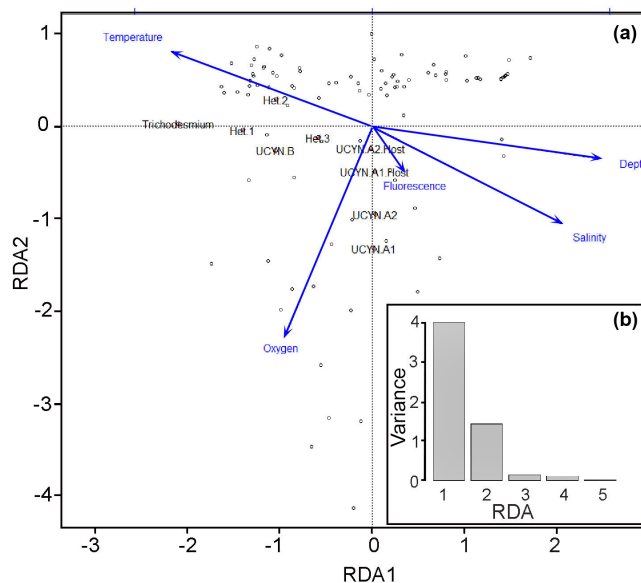 (a)
Temperature
Het.2
Trichodesmium
Het.1
Het.3
UCYN.B
UCYN.A2.Host
UCYN.A1.Host
Fluorescence
Dept
UCYN.A2
Salinity
UCYN.A1
Oxygen
1
0
-1
-2
-3
-4
RDA2
-3
-2
-1
0
1
2
RDA1
(b)
4
3
2
1
0
Variance
1
2
3
4
5
RDA